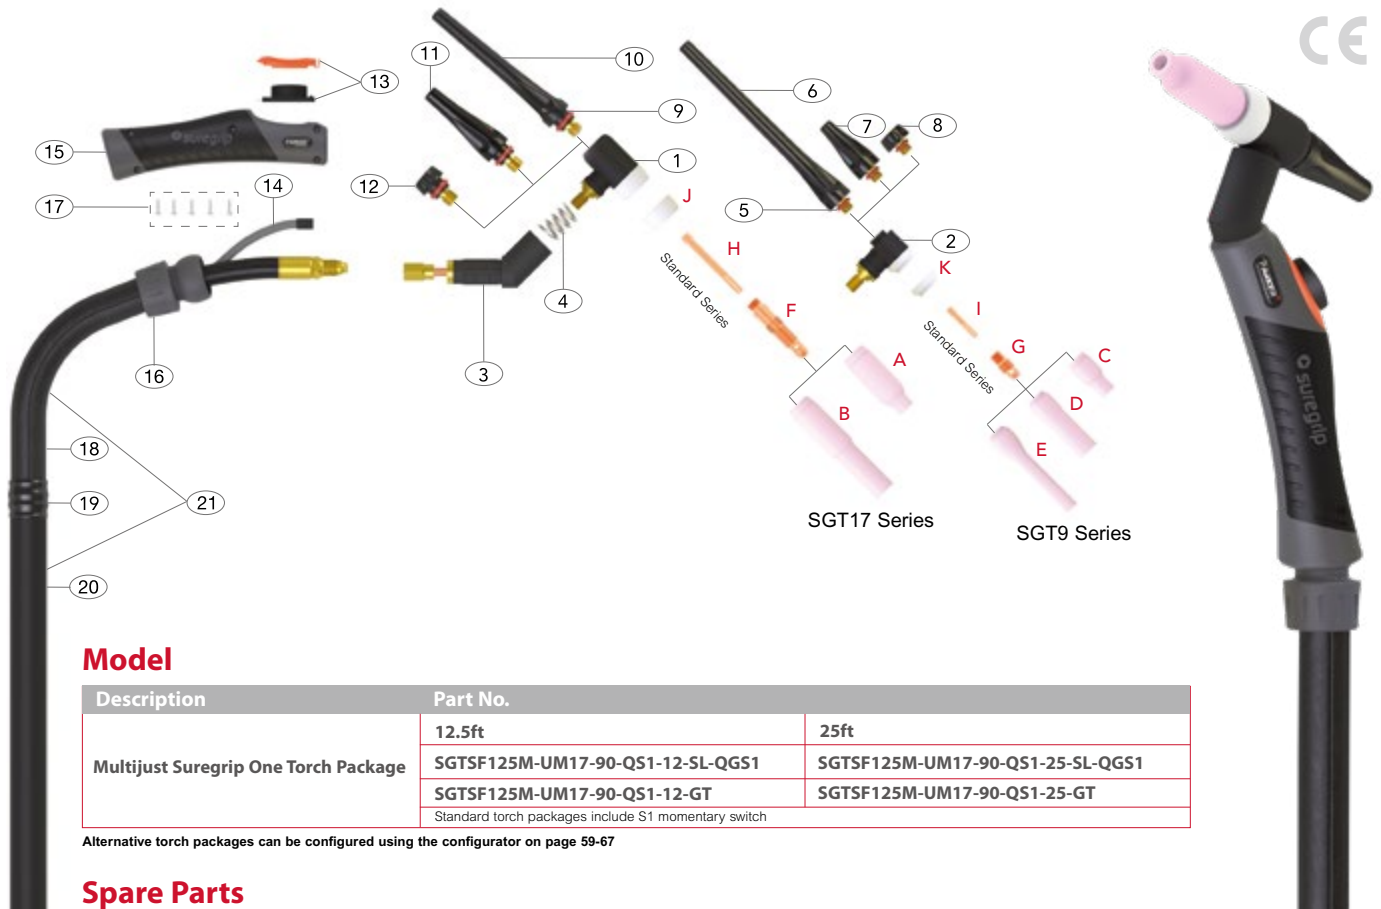 CE
10
11
13
6
9
7
8
15
1
12
14
J
17
5
2
H
K
Standard Series
4
I
F
Standard Series
G
A
C
16
3
B
D
18
E
19
21
SGT17 Series
SGT9 Series
20
suregrip
suregrip
PARKER
Model
Description Part No.
12.5ft 25ft
Multijust Suregrip One Torch Package
SGTSF125M-UM17-90-QS1-12-SL-QGS1 SGTSF125M-UM17-90-QS1-25-SL-QGS1
SGTSF125M-UM17-90-QS1-12-GT SGTSF125M-UM17-90-QS1-25-GT
Standard torch packages include S1 momentary switch
Alternative torch packages can be configured using the configurator on page 59-67
Spare Parts